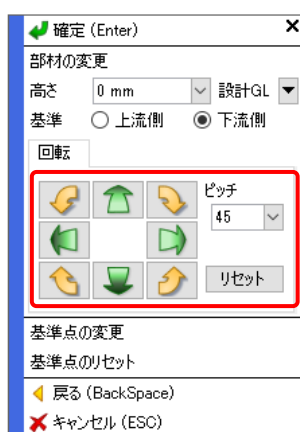 確定 (Enter)
部材の変更
高さ 0 mm 設計GL
基準 上流側 下流側
回転
ピッチ
45
リセット
基準点の変更
基準点のリセット
戻る (BackSpace)
キャンセル (ESC)